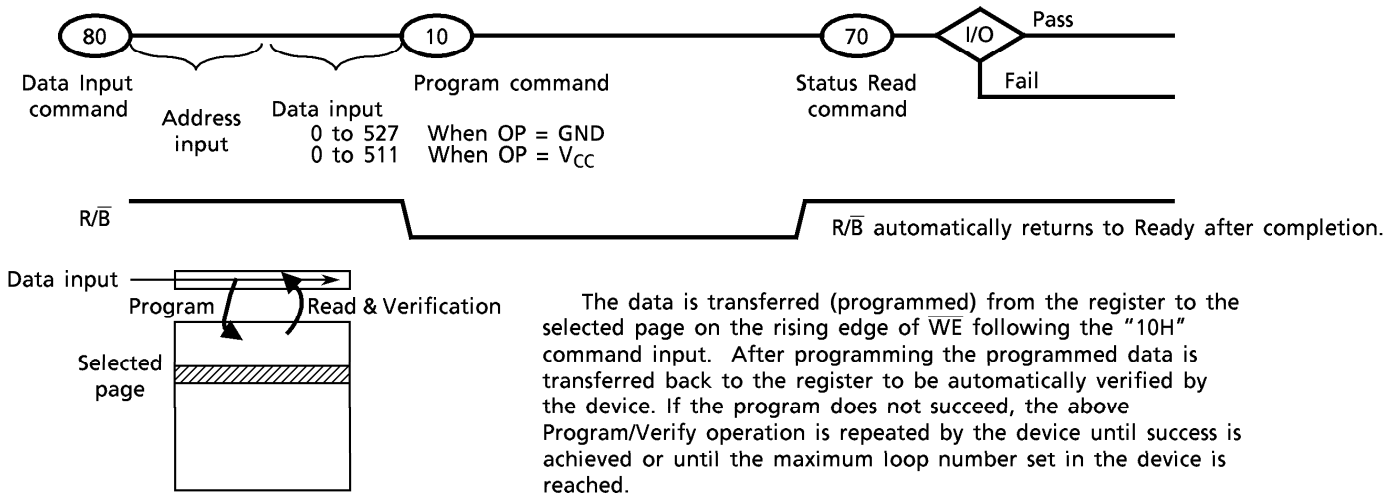 80
10
70
I/O
Pass
Fail
Data Input
command
Address
input
Data input
0 to 527 When OP = GND
0 to 511 When OP = VCC
Program command
Status Read
command
R/B̅
R/B̅ automatically returns to Ready after completion.
Data input
Program
Read & Verification
Selected
page
The data is transferred (programmed) from the register to the
selected page on the rising edge of W̅E̅ following the “10H”
command input. After programming the programmed data is
transferred back to the register to be automatically verified by
the device. If the program does not succeed, the above
Program/Verify operation is repeated by the device until success is
achieved or until the maximum loop number set in the device is
reached.